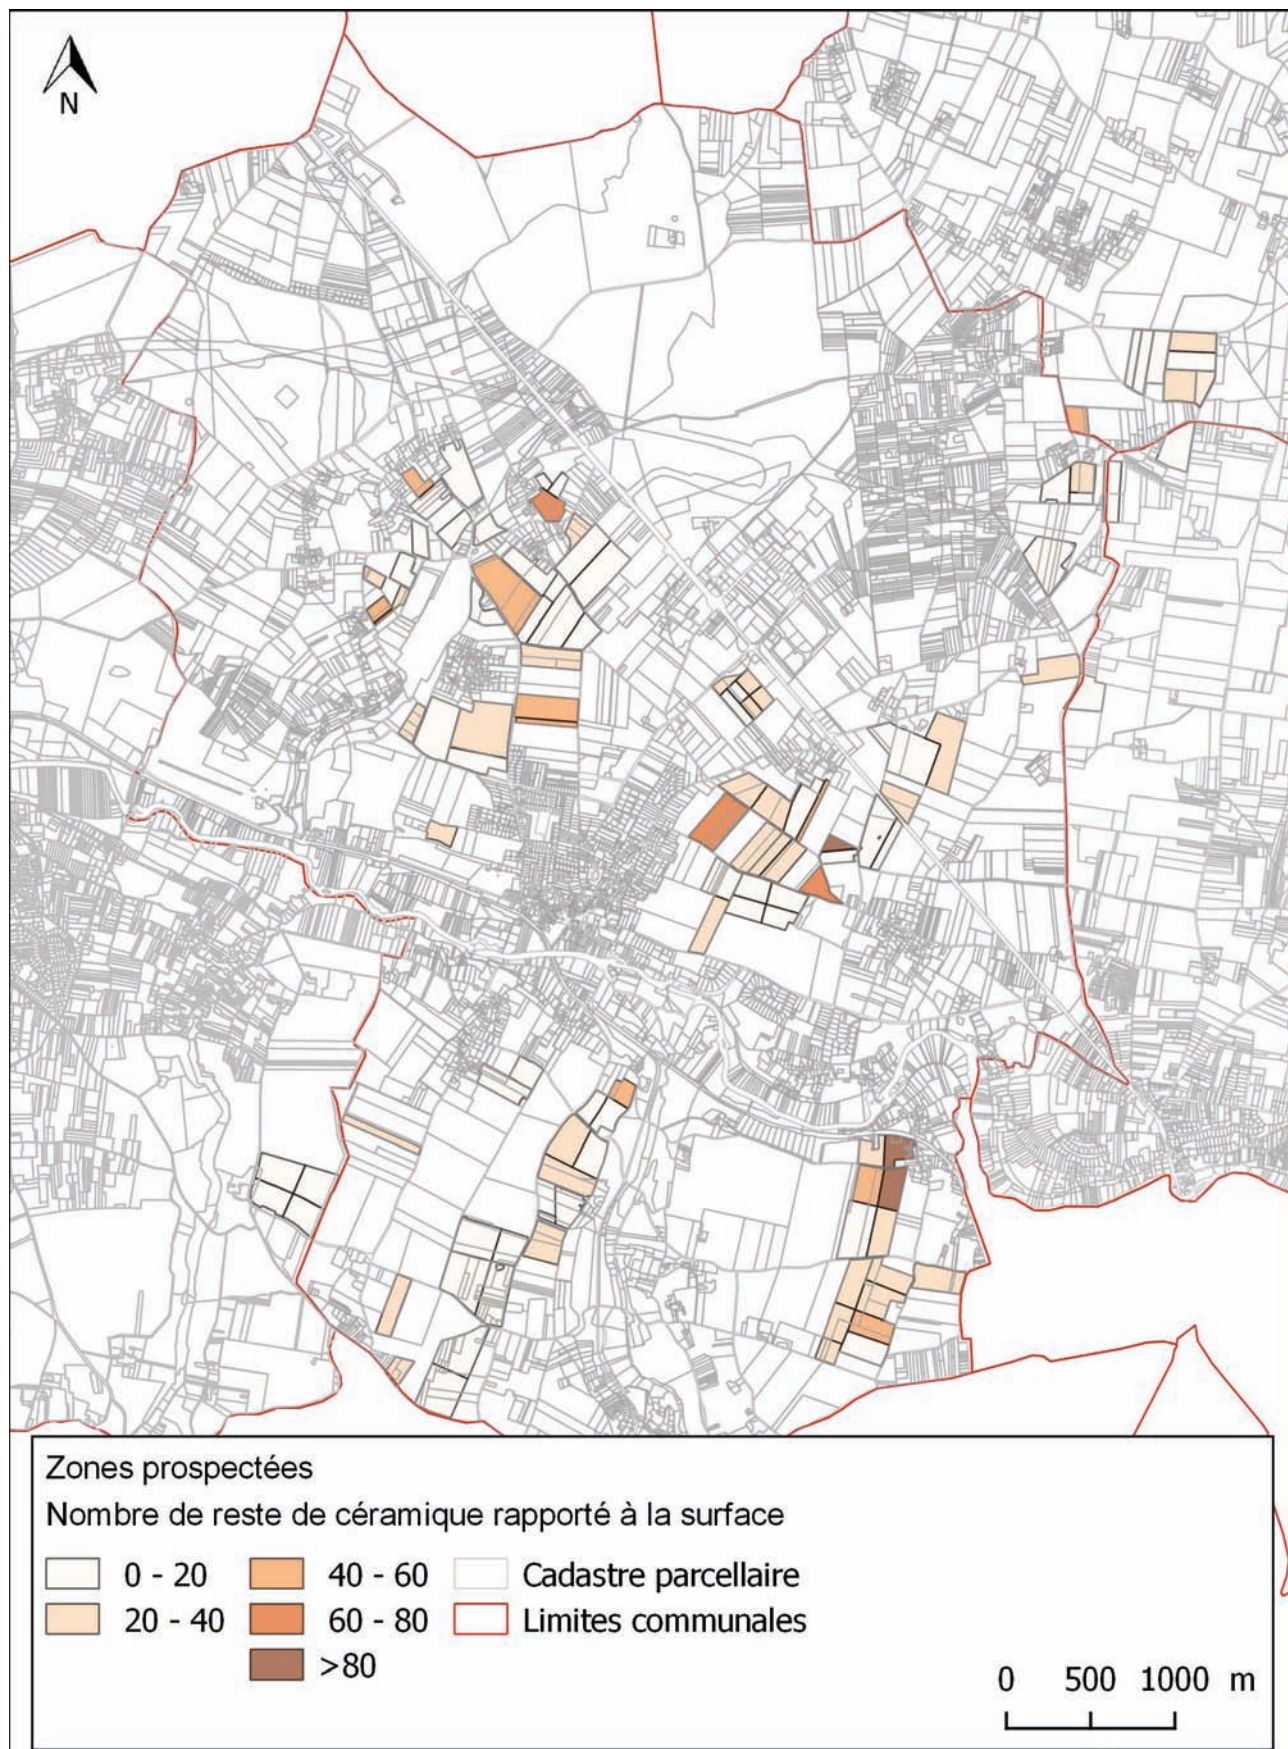 N
Zones prospectées
Nombre de reste de céramique rapporté à la surface
0 - 20
40 - 60
Cadastre parcellaire
20 - 40
60 - 80
Limites communales
>80
0 500 1000 m